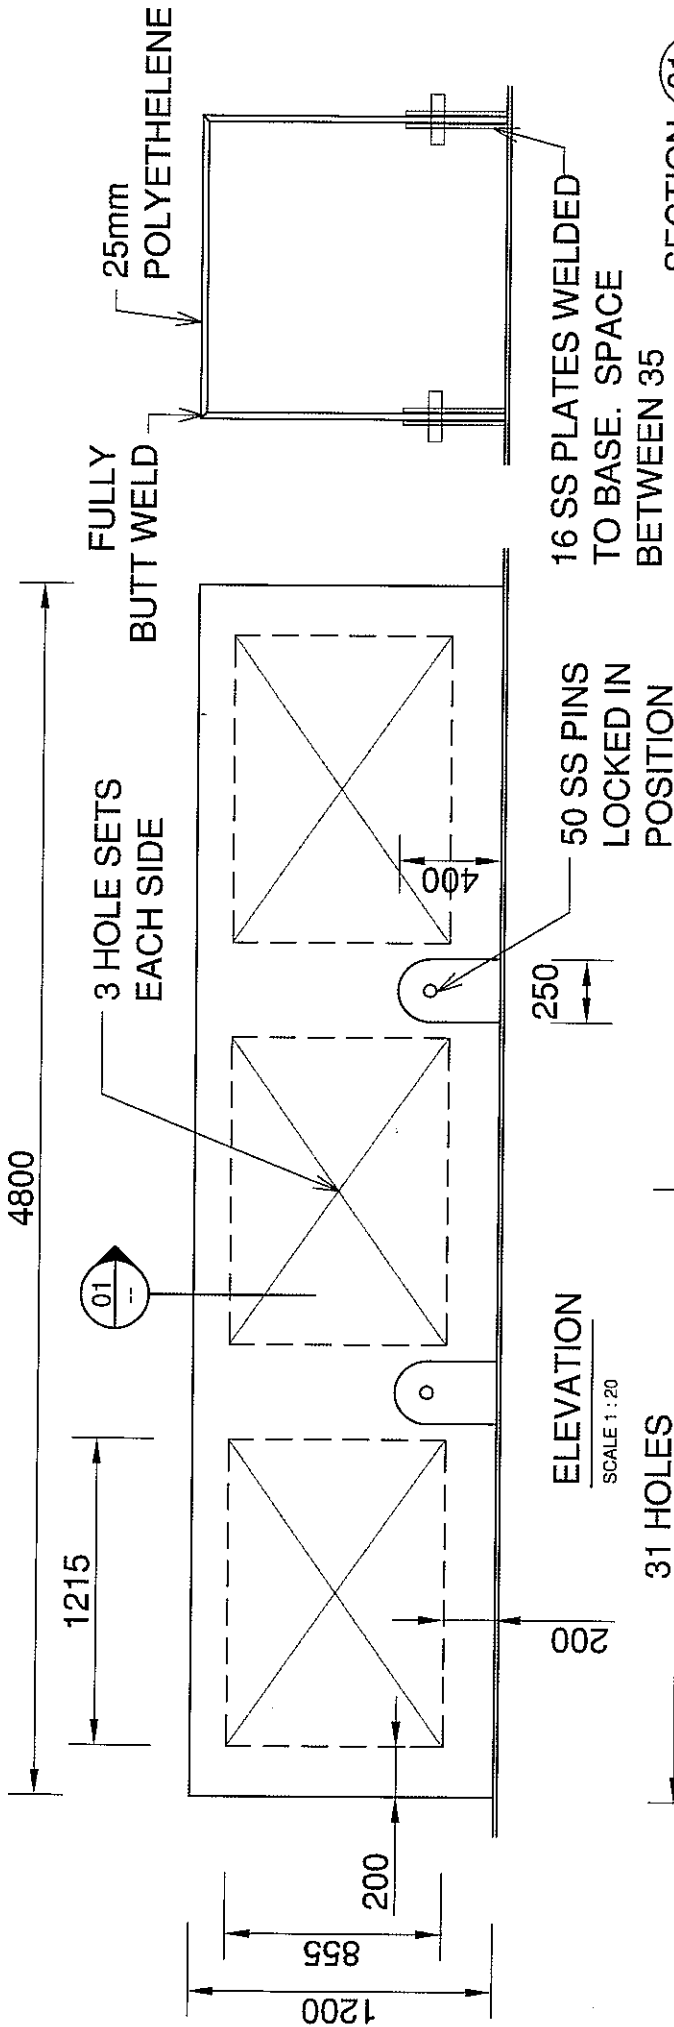 4800
1215
01
--
3 HOLE SETS
EACH SIDE
FULLY
BUTT WELD
25mm
POLYETHELENE
1200
855
200
200
400
250
50 SS PINS
LOCKED IN
POSITION
16 SS PLATES WELDED
TO BASE. SPACE
BETWEEN 35
ELEVATION
SCALE 1 : 20
31 HOLES